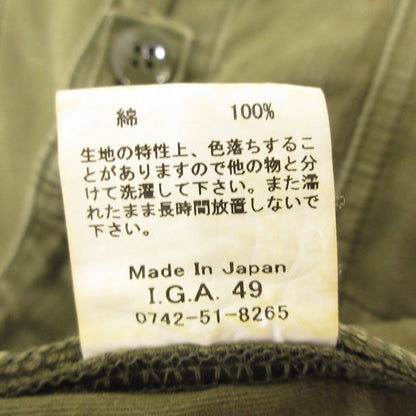 綿 100%
生地の特性上、色落ちするこ
とがありますので他の物と分
けて洗濯して下さい。また濡
れたまま長時間放置しないで
下さい。
Made In Japan
I.G.A. 49
0742-51-8265